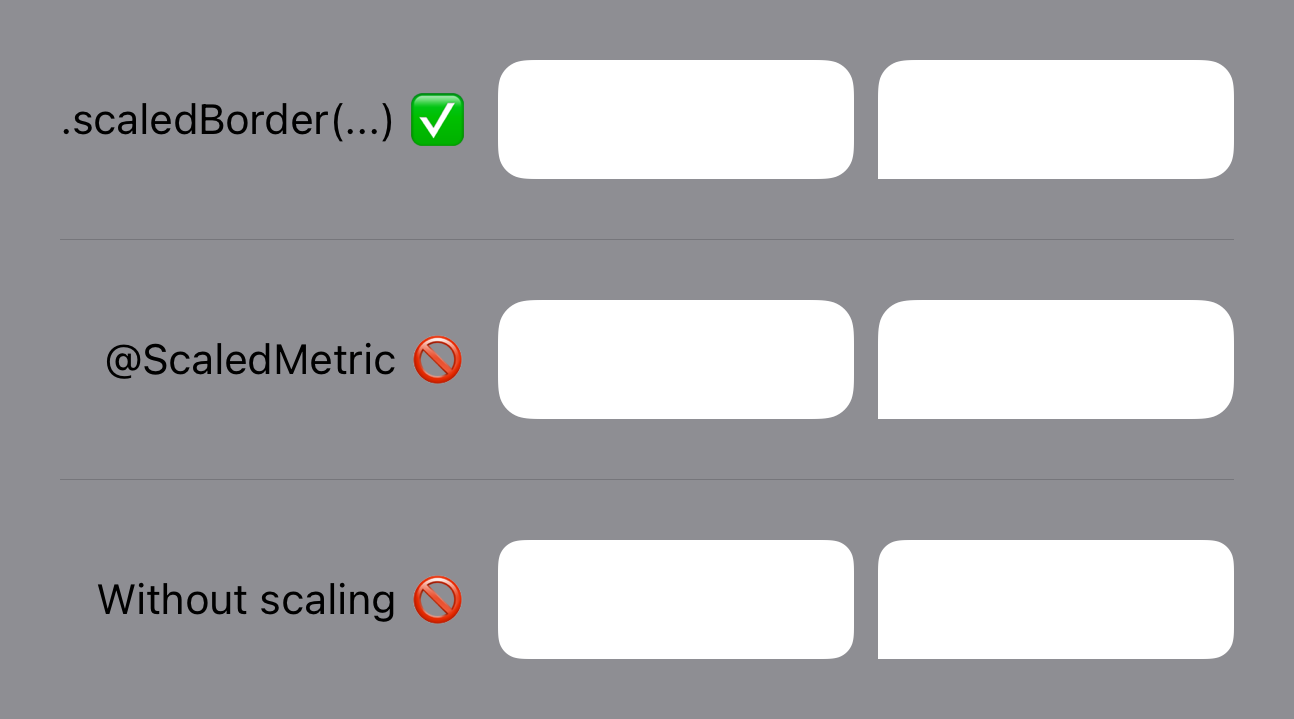 .scaledBorder(...) ✅
@ScaledMetric 🚫
Without scaling 🚫